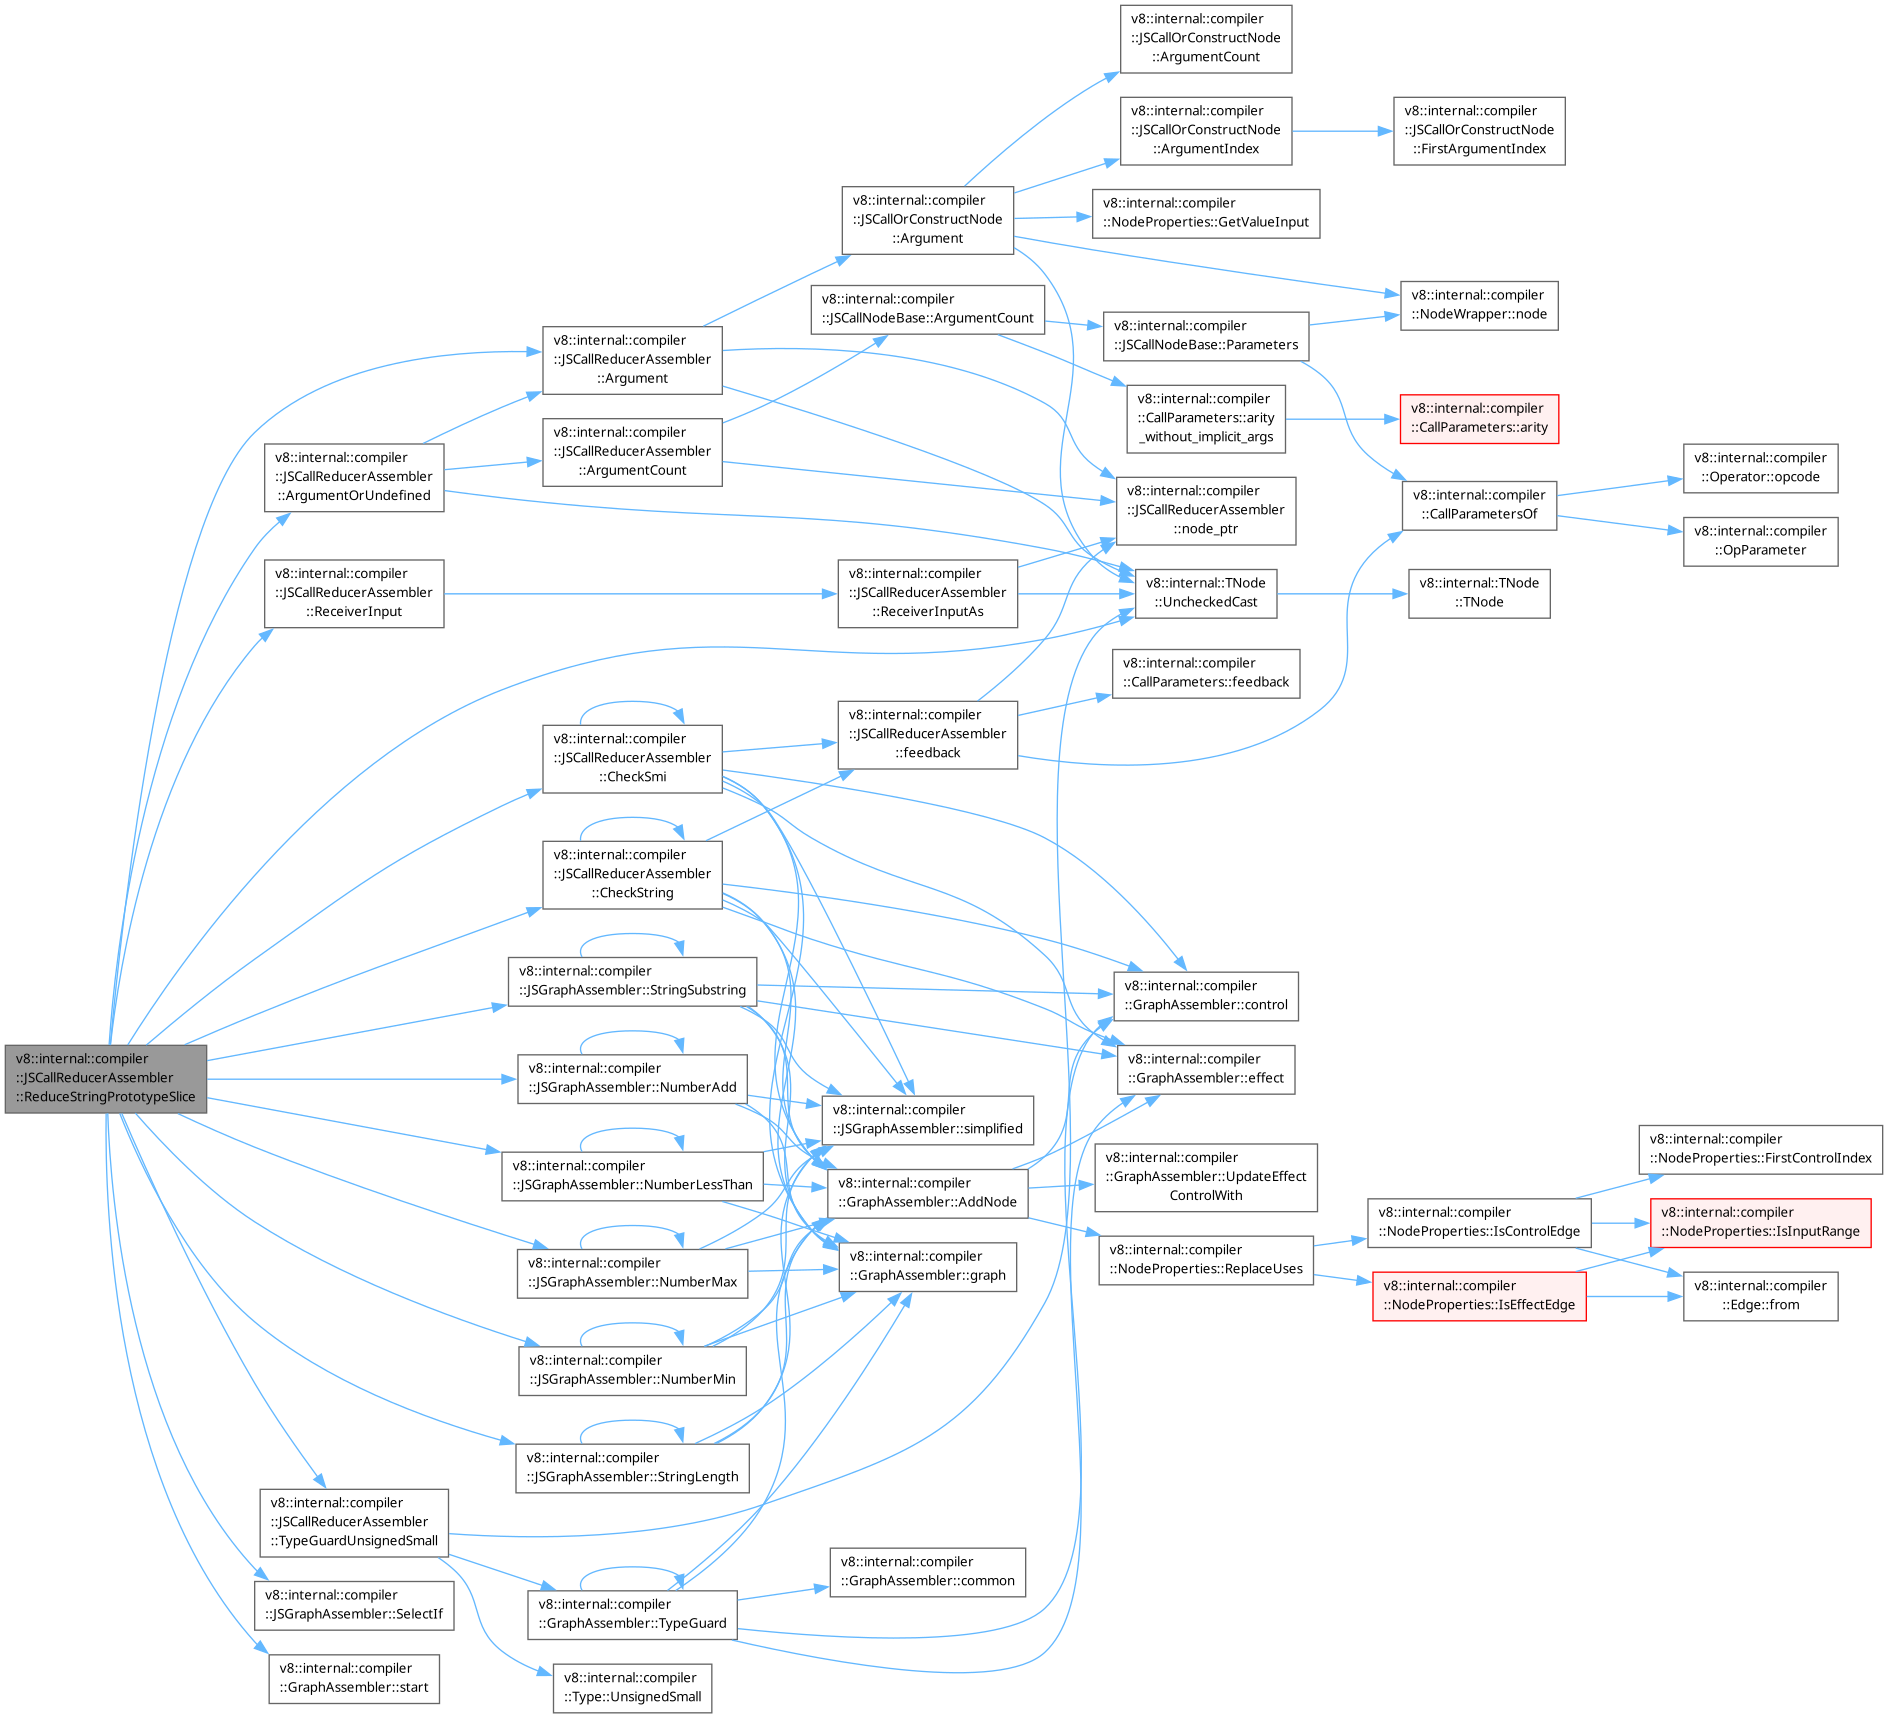 v8::internal::compiler
::JSCallReducerAssembler
::ReduceStringPrototypeSlice
v8::internal::compiler
::JSCallReducerAssembler
::ArgumentOrUndefined
v8::internal::compiler
::JSCallReducerAssembler
::ReceiverInput
v8::internal::compiler
::JSCallReducerAssembler
::TypeGuardUnsignedSmall
v8::internal::compiler
::JSGraphAssembler::SelectIf
v8::internal::compiler
::GraphAssembler::start
v8::internal::compiler
::JSCallReducerAssembler
::Argument
v8::internal::compiler
::JSCallReducerAssembler
::ArgumentCount
v8::internal::compiler
::JSCallReducerAssembler
::CheckSmi
v8::internal::compiler
::JSCallReducerAssembler
::CheckString
v8::internal::compiler
::JSGraphAssembler::StringSubstring
v8::internal::compiler
::JSGraphAssembler::NumberAdd
v8::internal::compiler
::JSGraphAssembler::NumberLessThan
v8::internal::compiler
::JSGraphAssembler::NumberMax
v8::internal::compiler
::JSGraphAssembler::NumberMin
v8::internal::compiler
::JSGraphAssembler::StringLength
v8::internal::compiler
::GraphAssembler::TypeGuard
v8::internal::compiler
::Type::UnsignedSmall
v8::internal::compiler
::JSCallOrConstructNode
::Argument
v8::internal::compiler
::JSCallNodeBase::ArgumentCount
v8::internal::compiler
::JSCallReducerAssembler
::ReceiverInputAs
v8::internal::compiler
::JSCallReducerAssembler
::feedback
v8::internal::compiler
::JSGraphAssembler::simplified
v8::internal::compiler
::GraphAssembler::AddNode
v8::internal::compiler
::GraphAssembler::graph
v8::internal::compiler
::GraphAssembler::common
v8::internal::compiler
::JSCallOrConstructNode
::ArgumentCount
v8::internal::compiler
::JSCallOrConstructNode
::ArgumentIndex
v8::internal::compiler
::NodeProperties::GetValueInput
v8::internal::compiler
::JSCallNodeBase::Parameters
v8::internal::compiler
::CallParameters::arity
_without_implicit_args
v8::internal::compiler
::JSCallReducerAssembler
::node_ptr
v8::internal::TNode
::UncheckedCast
v8::internal::compiler
::CallParameters::feedback
v8::internal::compiler
::GraphAssembler::control
v8::internal::compiler
::GraphAssembler::effect
v8::internal::compiler
::GraphAssembler::UpdateEffect
ControlWith
v8::internal::compiler
::NodeProperties::ReplaceUses
v8::internal::compiler
::JSCallOrConstructNode
::FirstArgumentIndex
v8::internal::compiler
::NodeWrapper::node
v8::internal::compiler
::CallParameters::arity
v8::internal::compiler
::CallParametersOf
v8::internal::TNode
::TNode
v8::internal::compiler
::NodeProperties::IsControlEdge
v8::internal::compiler
::NodeProperties::IsEffectEdge
v8::internal::compiler
::Operator::opcode
v8::internal::compiler
::OpParameter
v8::internal::compiler
::NodeProperties::FirstControlIndex
v8::internal::compiler
::NodeProperties::IsInputRange
v8::internal::compiler
::Edge::from